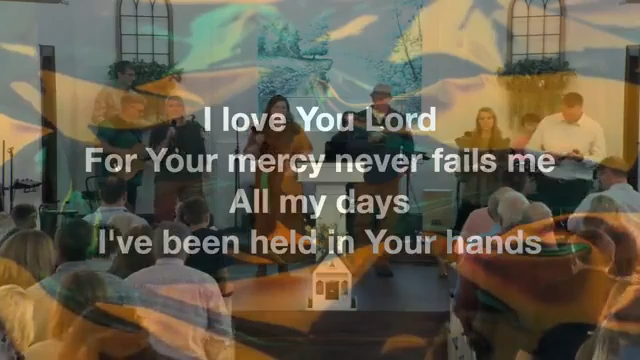 I love You Lord
For Your mercy never fails me
All my days
I've been held in Your hands